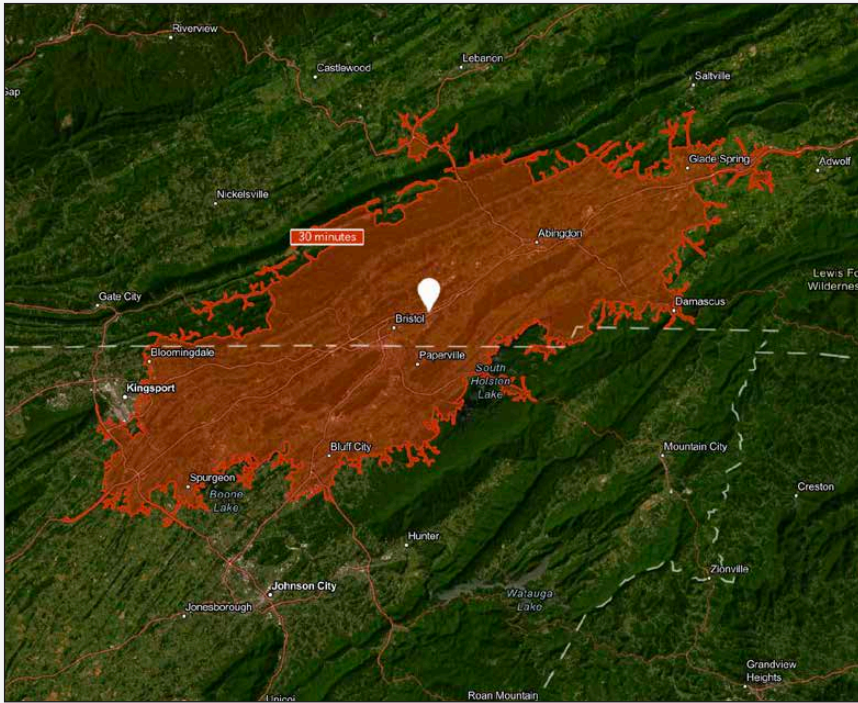 Riverview
Lebanon
Castlewood
Saltville
Gap
Glade Spring
Adwolf
Nickelsville
30 minutes
Abingdon
Lewis Fo
Wilderness
Gate City
Damascus
Bristol
Bloomingdale
Paperville
South
Holston
Lake
Kingsport
Bluff City
Mountain City
Spurgeon
Boone
Lake
Creston
Hunter
Zionville
Johnson City
Watauga
Lake
Jonesborough
Grandview
Heights
Roan Mountain
Unicoi